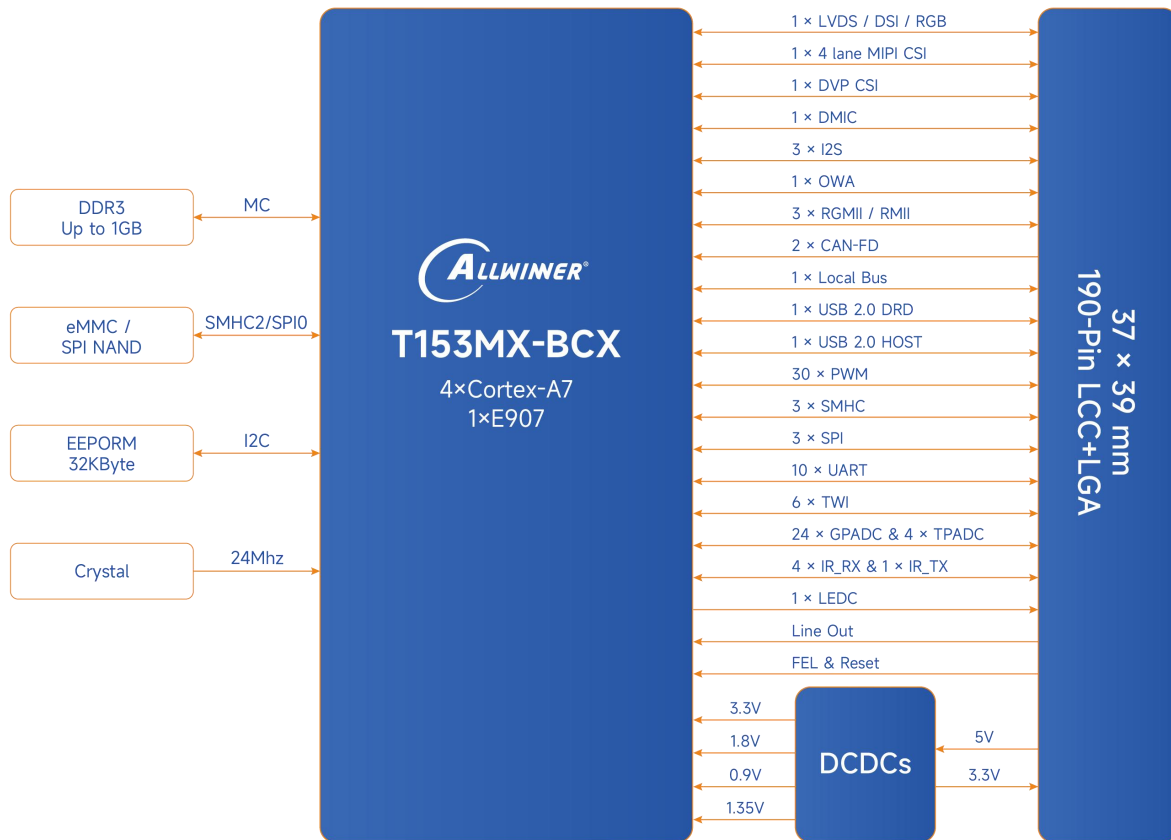 DDR3
Up to 1GB
MC
eMMC /
SPI NAND
SMHC2/SPI0
EEPORM
32KByte
I2C
Crystal
24Mhz
ALLWINNER®
T153MX-BCX
4×Cortex-A7
1×E907
1 × LVDS / DSI / RGB
1 × 4 lane MIPI CSI
1 × DVP CSI
1 × DMIC
3 × I2S
1 × OWA
3 × RGMII / RMII
2 × CAN-FD
1 × Local Bus
1 × USB 2.0 DRD
1 × USB 2.0 HOST
30 × PWM
3 × SMHC
3 × SPI
10 × UART
6 × TWI
24 × GPADC & 4 × TPADC
4 × IR_RX & 1 × IR_TX
1 × LEDC
Line Out
FEL & Reset
3.3V
1.8V
0.9V
1.35V
DCDCs
5V
3.3V
37 × 39 mm
190-Pin LCC+LGA